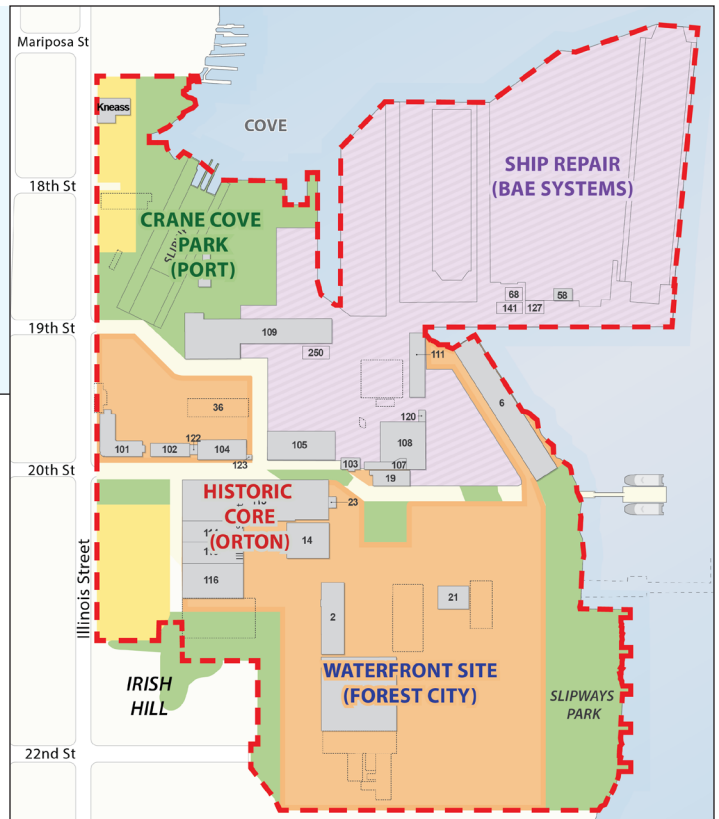 Mariposa St
Kneass
COVE
SHIP REPAIR
(BAE SYSTEMS)
18th St
CRANE COVE
PARK
(PORT)
68
58
141
127
19th St
109
250
111
6
36
120
122
101
102
104
105
108
123
103
107
20th St
19
HISTORIC
CORE
(ORTON)
23
14
116
21
2
Illinois Street
IRISH
HILL
WATERFRONT SITE
(FOREST CITY)
SLIPWAYS
PARK
22nd St